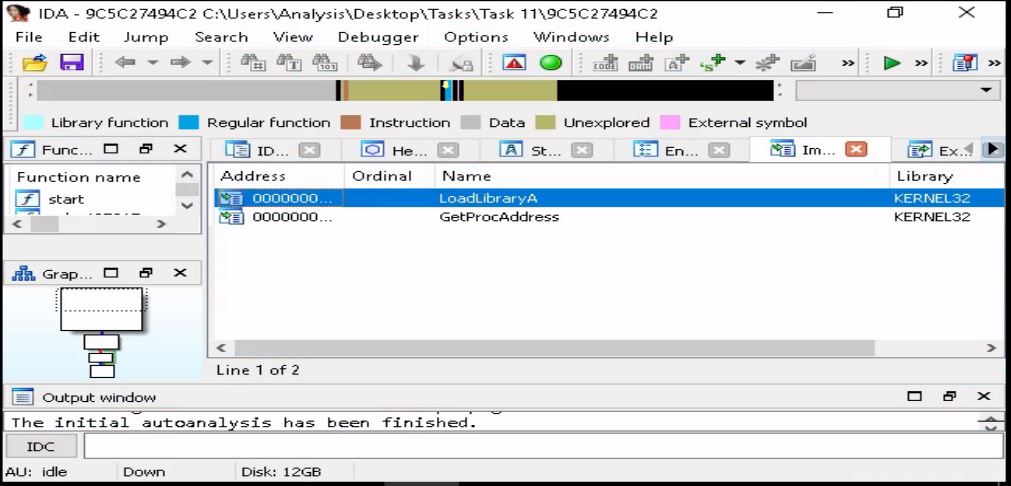 IDA - 9C5C27494C2 C:\Users\Analysis\Desktop\Tasks\Task 11\9C5C27494C2
File Edit Jump Search View Debugger Options Windows Help
Library function Regular function Instruction Data Unexplored External symbol
Func... ID... He... St... En... Im... Ex...
Function name Address Ordinal Name Library
start 0000000... LoadLibraryA KERNEL32
0000000... GetProcAddress KERNEL32
Grap...
Line 1 of 2
Output window
The initial autoanalysis has been finished.
IDC
AU: idle Down Disk: 12GB